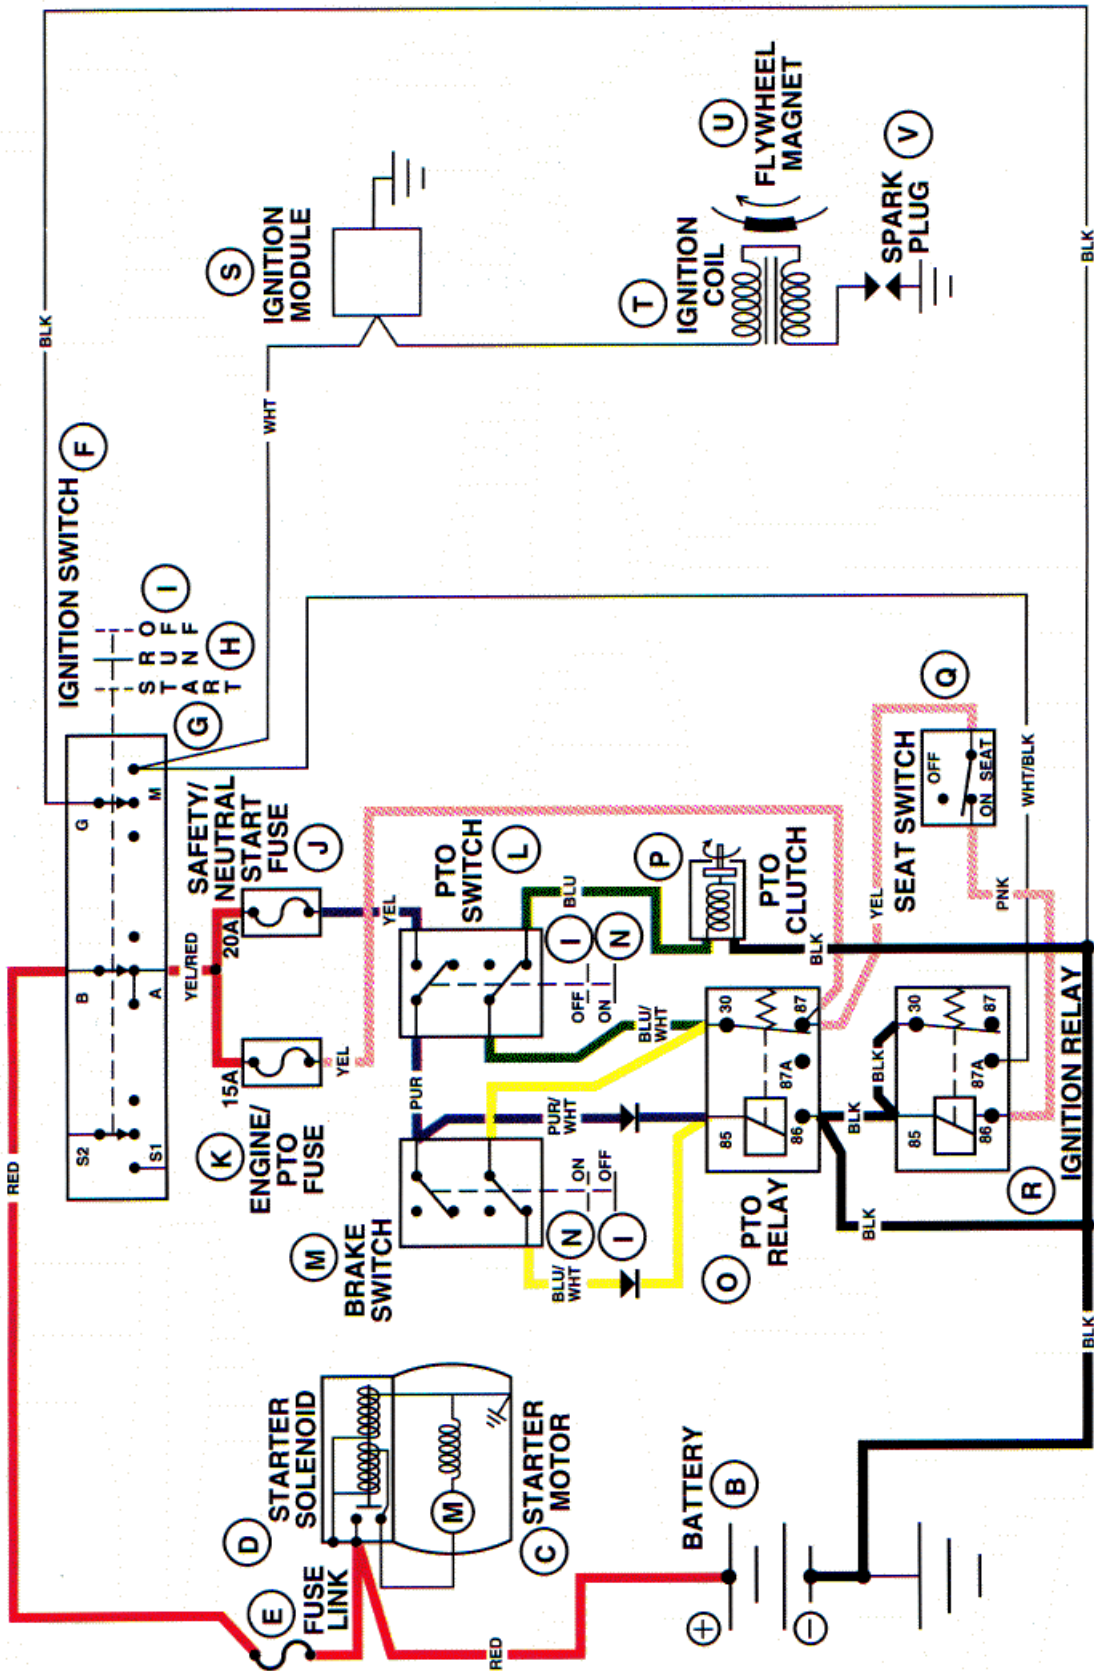 RED
BLK
IGNITION SWITCH
F
S2
B
G
S1
A
M
START
RUN
OFF
G
H
I
YEL/RED
15A
20A
K
ENGINE/
PTO
FUSE
SAFETY/
NEUTRAL
START
FUSE
J
YEL
YEL
WHT
S
IGNITION
MODULE
E
FUSE
LINK
D
STARTER
SOLENOID
M
C
STARTER
MOTOR
RED
M
BRAKE
SWITCH
PUR
PTO
SWITCH
L
N
I
ON
OFF
OFF
ON
I
N
BLU/
WHT
PUR/
WHT
BLU/
WHT
BLU
P
PTO
CLUTCH
BLK
T
IGNITION
COIL
U
FLYWHEEL
MAGNET
V
SPARK
PLUG
B
BATTERY
+
−
O
PTO
RELAY
85
30
86
87A
87
BLK
BLK
BLK
YEL
SEAT SWITCH
Q
OFF
ON SEAT
PNK
WHT/BLK
R
IGNITION RELAY
85
30
86
87A
87
BLK
BLK